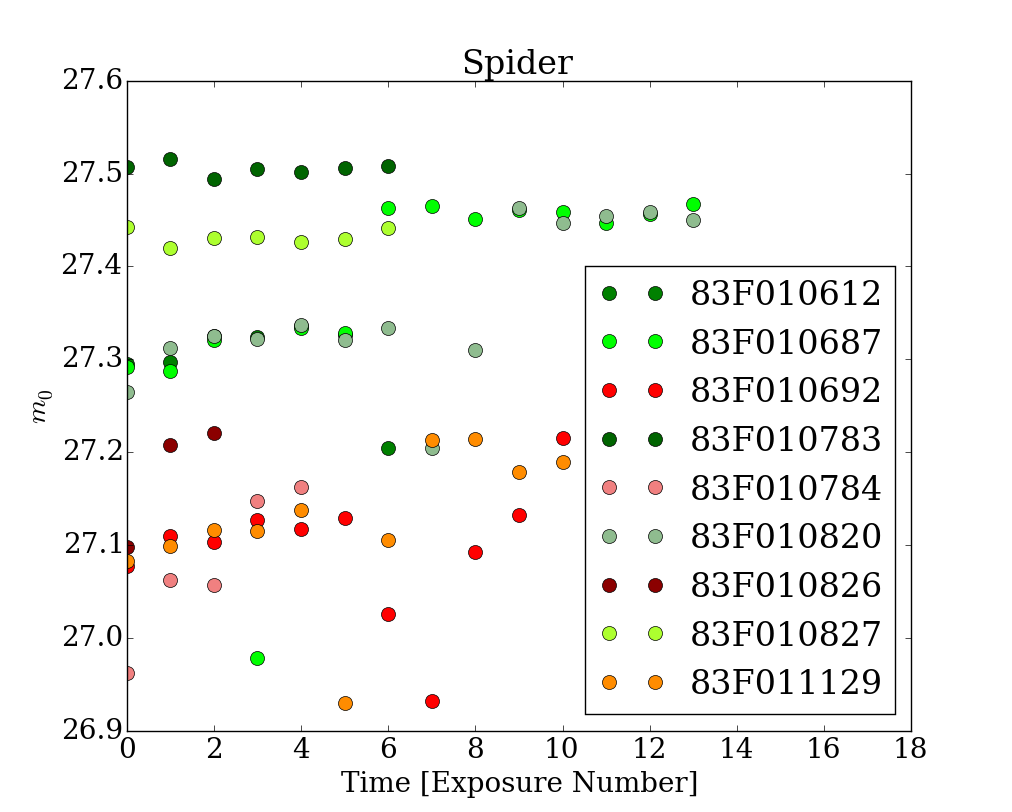 Spider
27.6
27.5
27.4
27.3
27.2
27.1
27.0
26.9
m0
0 2 4 6 8 10 12 14 16 18
Time [Exposure Number]
83F010612
83F010687
83F010692
83F010783
83F010784
83F010820
83F010826
83F010827
83F011129